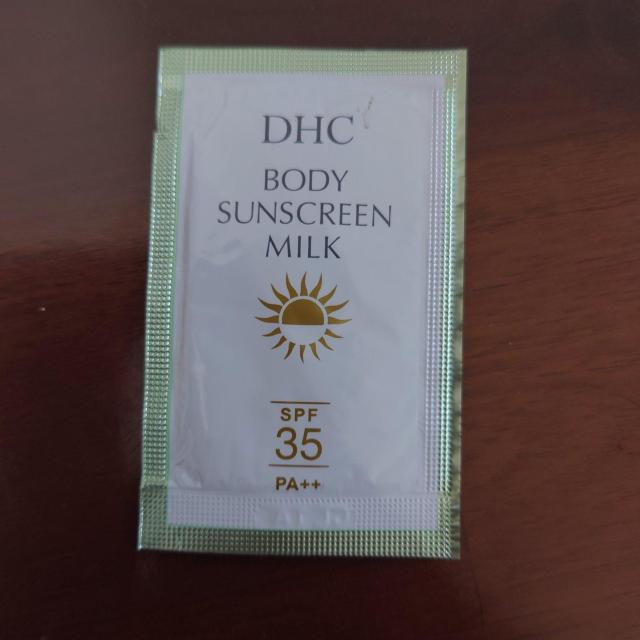 DHC
BODY
SUNSCREEN
MILK
SPF
35
PA++